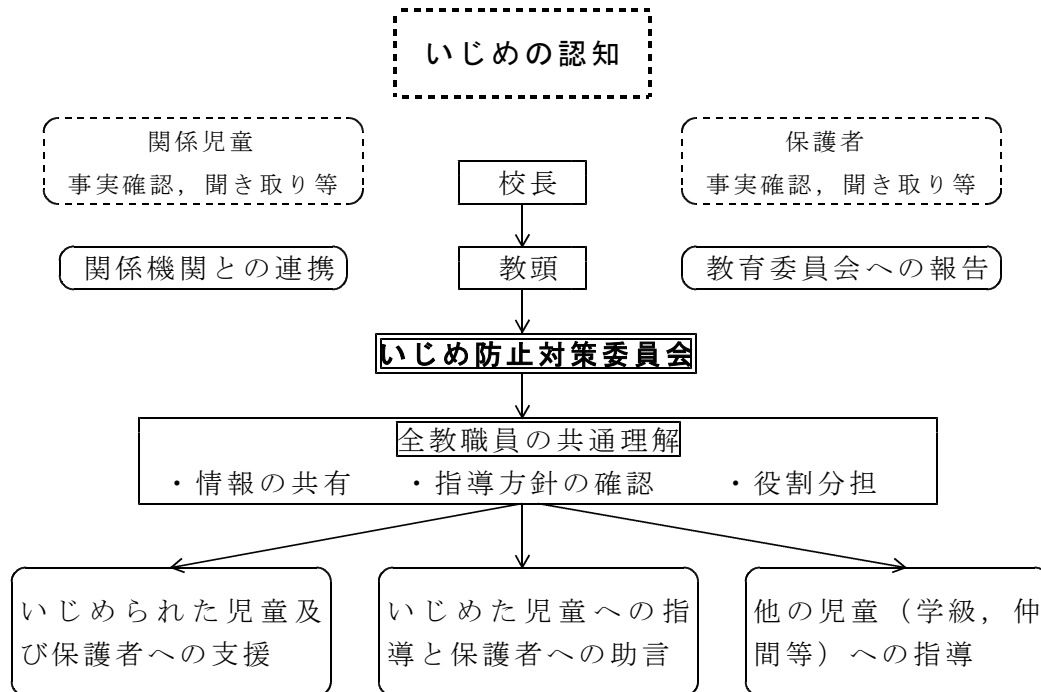 いじめの認知
関係児童
事実確認，聞き取り等
保護者
事実確認，聞き取り等
校長
関係機関との連携
教頭
教育委員会への報告
いじめ防止対策委員会
全教職員の共通理解
・情報の共有　・指導方針の確認　・役割分担
いじめられた児童及
び保護者への支援
いじめた児童への指
導と保護者への助言
他の児童（学級，仲
間等）への指導